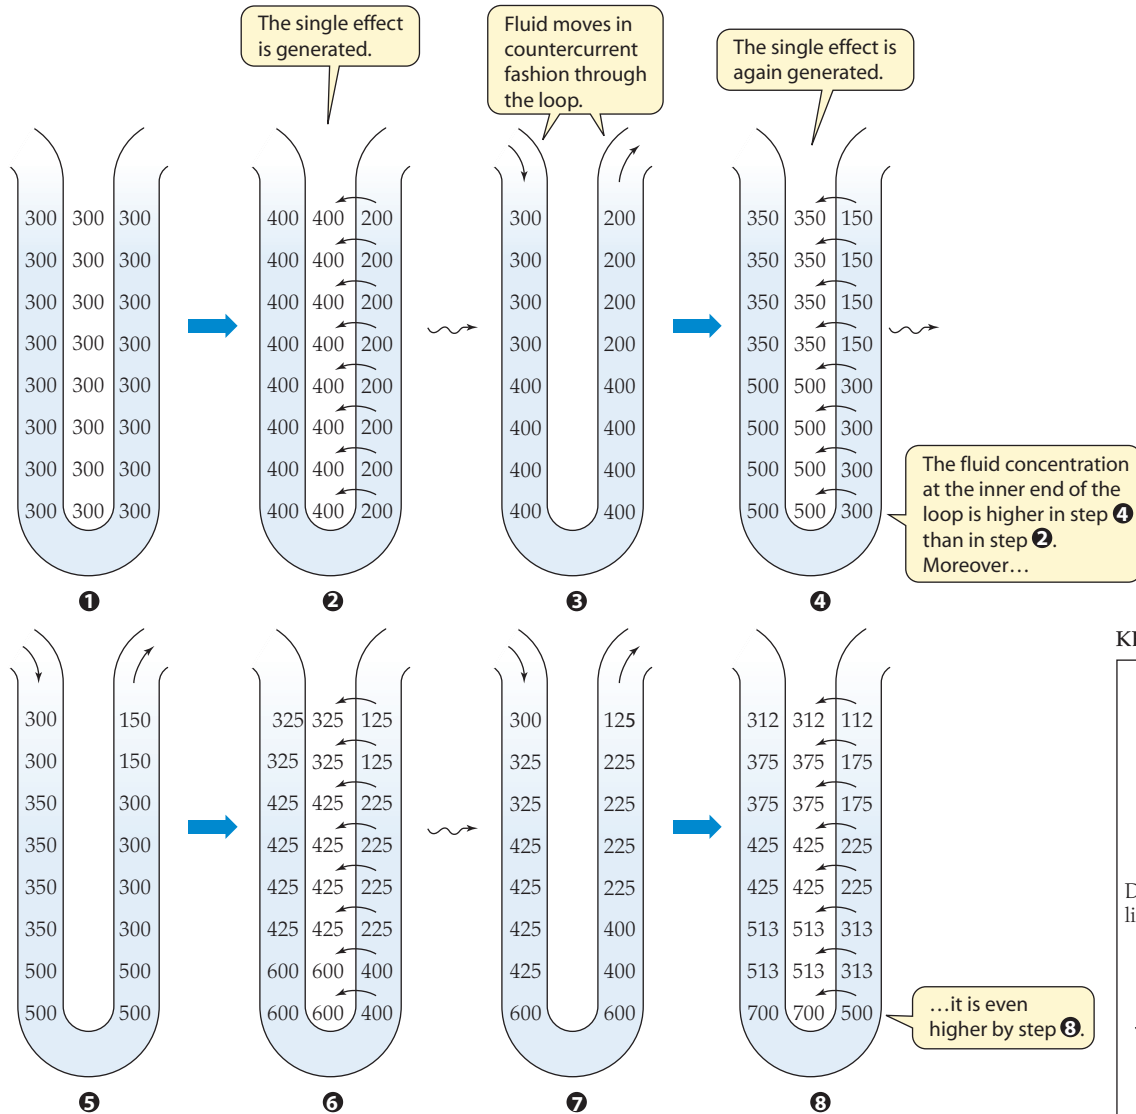 The single effect
is generated.
Fluid moves in
countercurrent
fashion through
the loop.
The single effect is
again generated.
300 300 300
300 300 300
300 300 300
300 300 300
300 300 300
300 300 300
300 300 300
300 300 300
1
400 400 200
400 400 200
400 400 200
400 400 200
400 400 200
400 400 200
400 400 200
400 400 200
2
300 200
300 200
300 200
300 200
400 400
400 400
400 400
400 400
3
350 350 150
350 350 150
350 350 150
350 350 150
500 500 300
500 500 300
500 500 300
500 500 300
4
The fluid concentration
at the inner end of the
loop is higher in step 4
than in step 2.
Moreover…
300 150
300 150
350 300
350 300
350 300
350 300
500 500
500 500
5
325 325 125
325 325 125
425 425 225
425 425 225
425 425 225
425 425 225
600 600 400
600 600 400
6
300 125
325 225
325 225
425 225
425 225
425 400
425 400
600 600
7
312 312 112
375 375 175
375 375 175
425 425 225
425 425 225
513 513 313
513 513 313
700 700 500
8
…it is even
higher by step 8.